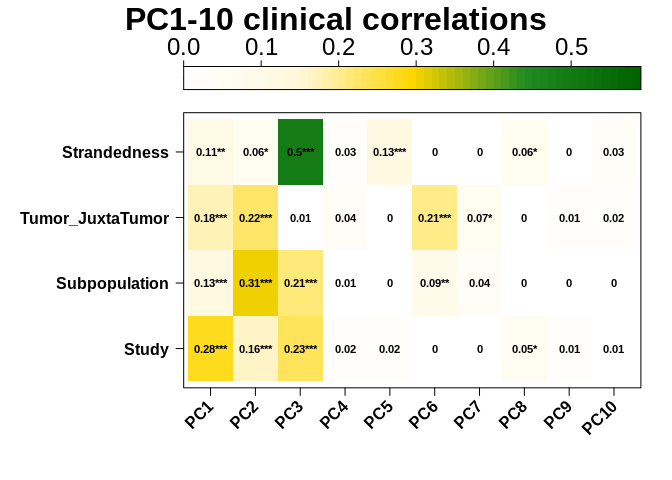 PC1-10 clinical correlations
0.0 0.1 0.2 0.3 0.4 0.5
Strandedness 0.11** 0.06* 0.5*** 0.03 0.13*** 0 0 0.06* 0 0.03
Tumor_JuxtaTumor 0.18*** 0.22*** 0.01 0.04 0 0.21*** 0.07* 0 0.01 0.02
Subpopulation 0.13*** 0.31*** 0.21*** 0.01 0 0.09** 0.04 0 0 0
Study 0.28*** 0.16*** 0.23*** 0.02 0.02 0 0 0.05* 0.01 0.01
PC1 PC2 PC3 PC4 PC5 PC6 PC7 PC8 PC9 PC10